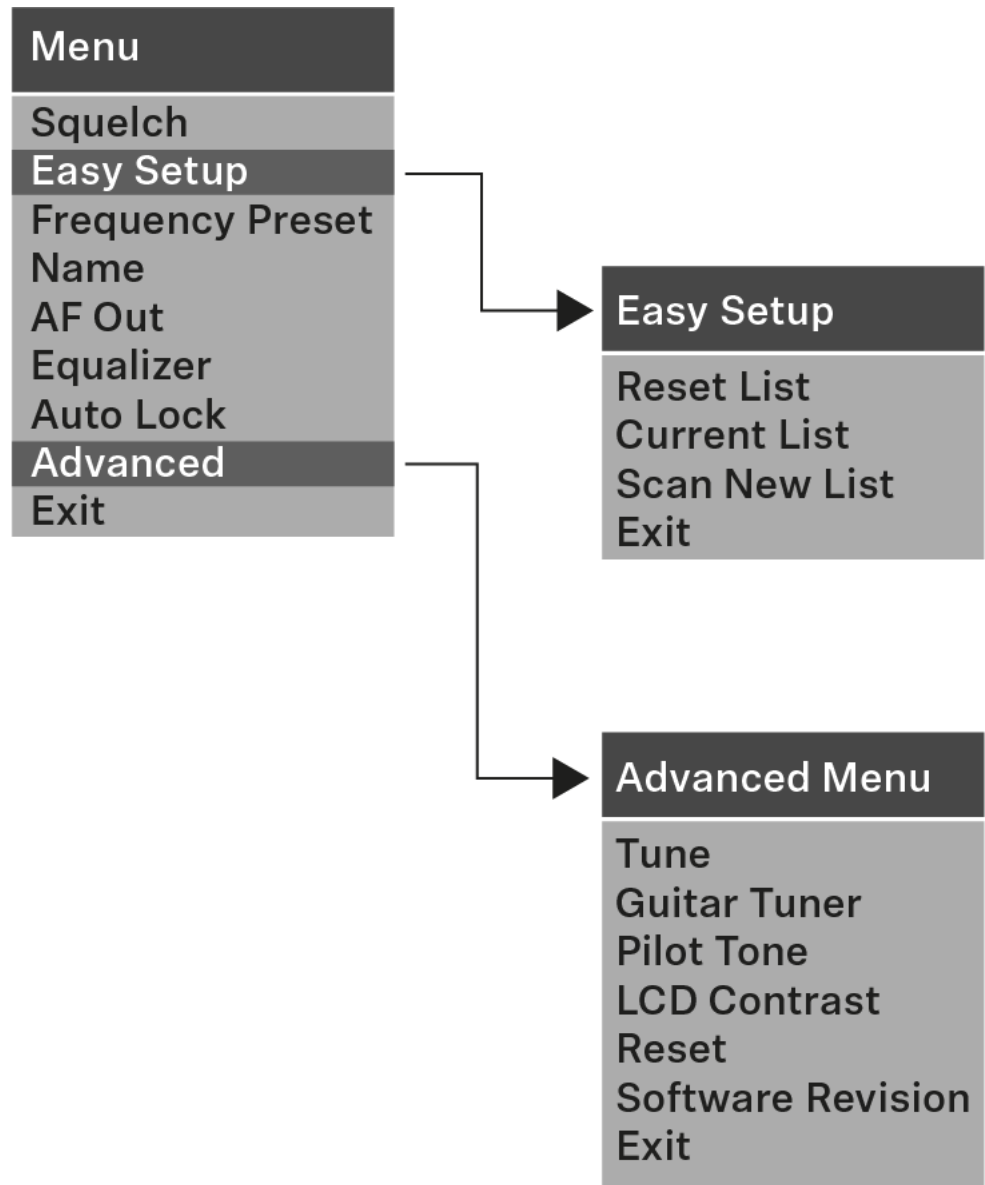 Menu
Squelch
Easy Setup
Frequency Preset
Name
AF Out
Equalizer
Auto Lock
Advanced
Exit
Easy Setup
Reset List
Current List
Scan New List
Exit
Advanced Menu
Tune
Guitar Tuner
Pilot Tone
LCD Contrast
Reset
Software Revision
Exit